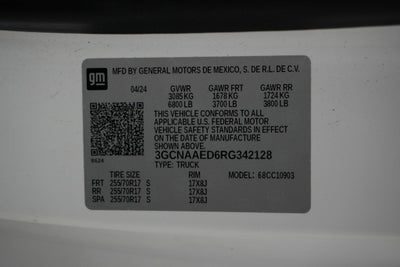 gm
MFD BY GENERAL MOTORS DE MEXICO, S. DE R.L. DE C.V.
04/24 GVWR GAWR FRT GAWR RR
3085 KG 1678 KG 1724 KG
6800 LB 3700 LB 3800 LB
THIS VEHICLE CONFORMS TO ALL
APPLICABLE U.S. FEDERAL MOTOR
VEHICLE SAFETY STANDARDS IN
EFFECT ON THE DATE OF
MANUFACTURE SHOWN ABOVE.
3GCNAAED6RG342128
TYPE: TRUCK
TIRE SIZE RIM MODEL: 68CC10903
FRT 255/70R17 S 17X8J
RR 255/70R17 S 17X8J
SPA 255/70R17 S 17X8J